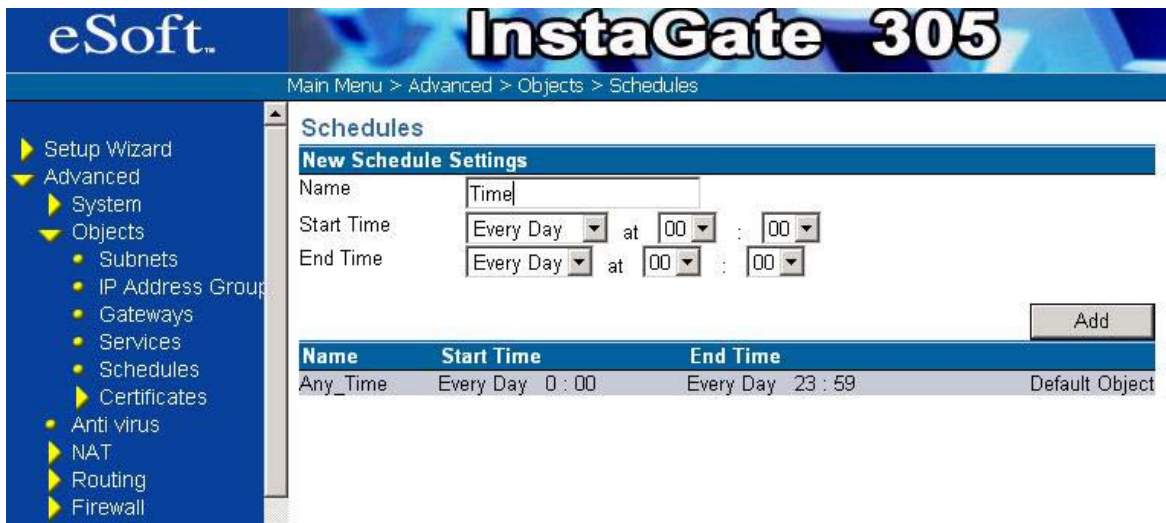 eSoft™
InstaGate 305
Main Menu > Advanced > Objects > Schedules
Setup Wizard
Advanced
System
Objects
Subnets
IP Address Group
Gateways
Services
Schedules
Certificates
Anti virus
NAT
Routing
Firewall
Schedules
New Schedule Settings
Name Time
Start Time Every Day at 00 : 00
End Time Every Day at 00 : 00
Add
Name Start Time End Time
Any_Time Every Day 0 : 00 Every Day 23 : 59 Default Object